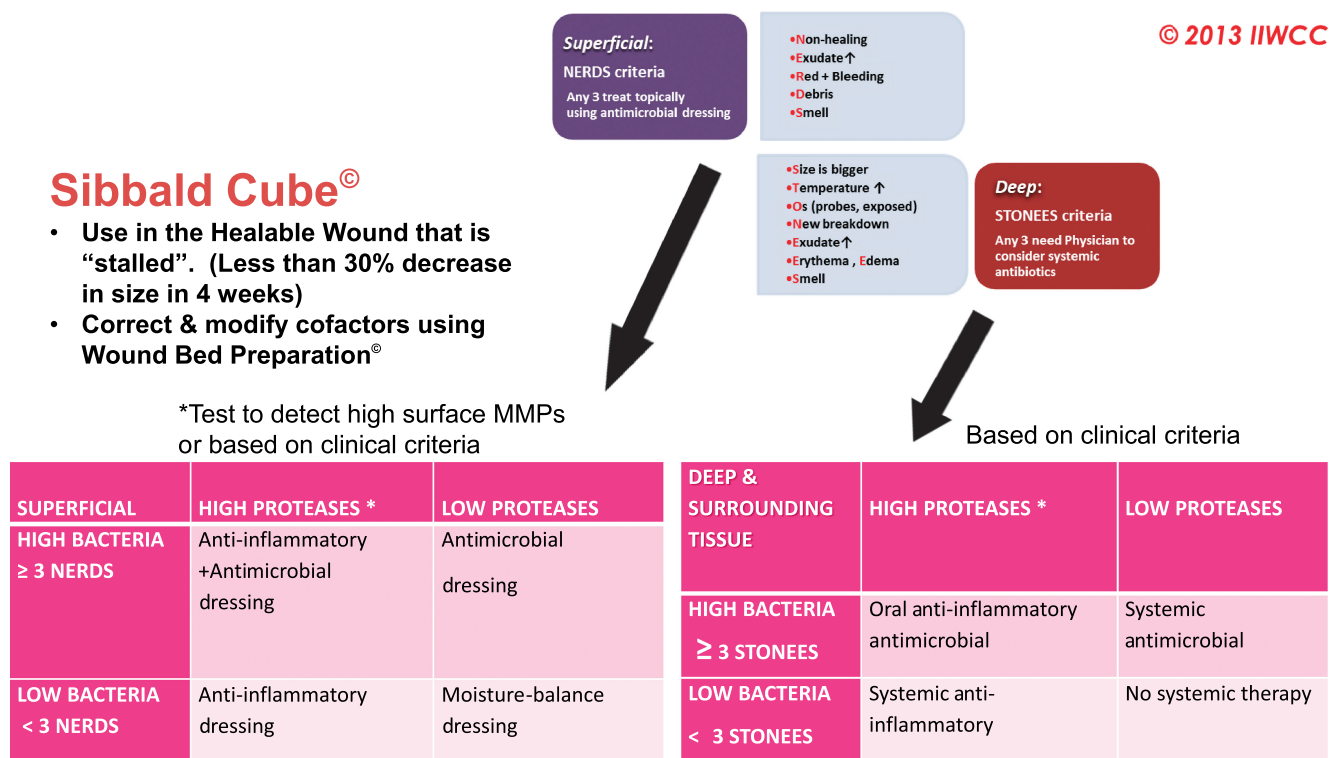 © 2013 IIWCC
Superficial:
NERDS criteria
Any 3 treat topically
using antimicrobial dressing
•Non-healing
•Exudate↑
•Red + Bleeding
•Debris
•Smell
•Size is bigger
•Temperature ↑
•Os (probes, exposed)
•New breakdown
•Exudate↑
•Erythema , Edema
•Smell
Deep:
STONEES criteria
Any 3 need Physician to
consider systemic
antibiotics
Sibbald Cube©
• Use in the Healable Wound that is
“stalled”. (Less than 30% decrease
in size in 4 weeks)
• Correct & modify cofactors using
Wound Bed Preparation©
*Test to detect high surface MMPs
or based on clinical criteria
SUPERFICIAL
HIGH PROTEASES *
LOW PROTEASES
HIGH BACTERIA
≥ 3 NERDS
Anti-inflammatory
+Antimicrobial
dressing
Antimicrobial
dressing
LOW BACTERIA
< 3 NERDS
Anti-inflammatory
dressing
Moisture-balance
dressing
Based on clinical criteria
DEEP &
SURROUNDING
TISSUE
HIGH PROTEASES *
LOW PROTEASES
HIGH BACTERIA
≥ 3 STONEES
Oral anti-inflammatory
antimicrobial
Systemic
antimicrobial
LOW BACTERIA
< 3 STONEES
Systemic anti-
inflammatory
No systemic therapy